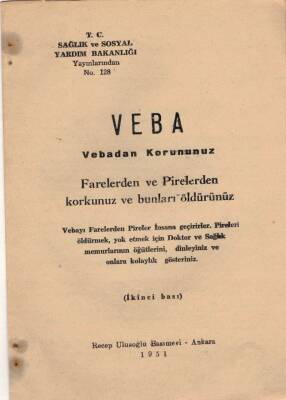 T. C.
SAĞLIK ve SOSYAL
YARDIM BAKANLIĞI
Yayınlarından
No. 128
VEBA
Vebadan Korununuz
Farelerden ve Pirelerden
korkunuz ve bunları öldürünüz
Vebayı Farelerden Pireler İnsana geçirirler. Pireleri
öldürmek, yok etmek için Doktor ve Sağlık
memurlarının öğütlerini, dinleyiniz ve
onlara kolaylık gösteriniz.
(İkinci bası)
Recep Ulusoğlu Basımevi - Ankara
1951